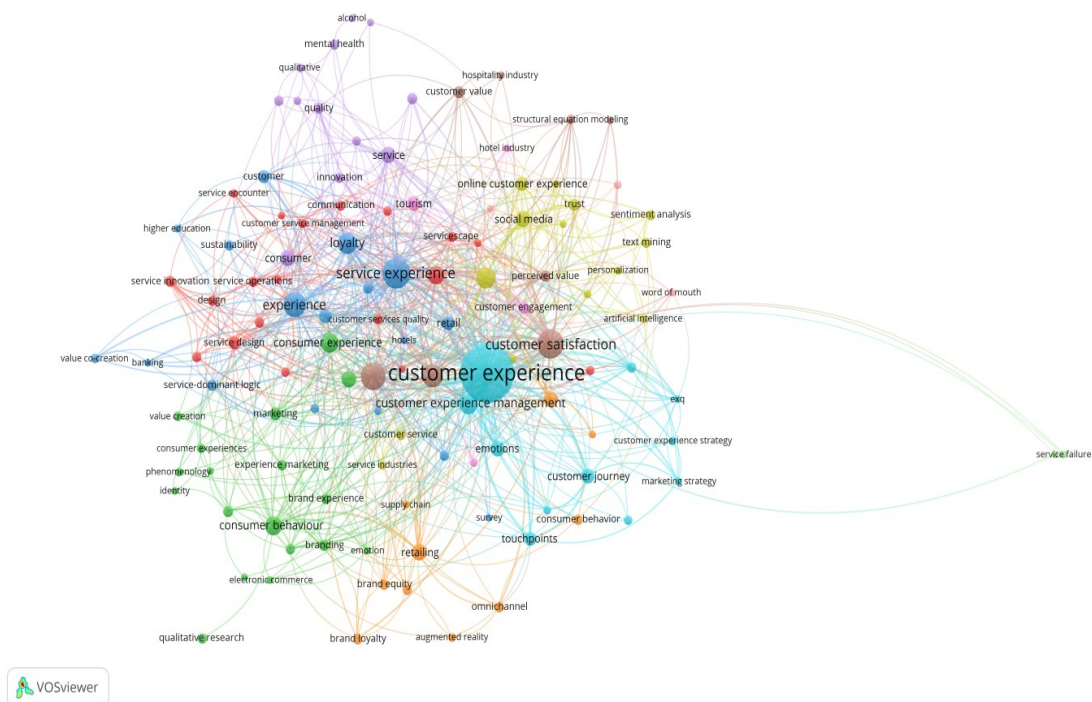 alcohol
mental health
qualitative
hospitality industry
customer value
quality
structural equation modeling
hotel industry
service
customer
innovation
online customer experience
service encounter
communication
tourism
trust
customer service management
social media
sentiment analysis
higher education
sustainability
loyalty
servicescape
text mining
consumer
service experience
perceived value
personalization
service innovation
service operations
word of mouth
design
experience
customer engagement
customer services quality
retail
artificial intelligence
service design
consumer experience
hotels
customer satisfaction
value co-creation
banking
customer experience
service-dominant logic
exq
customer experience management
value creation
marketing
customer service
customer experience strategy
consumer experiences
emotions
service failure
experience marketing
service industries
phenomenology
customer journey
marketing strategy
identity
brand experience
supply chain
survey
consumer behavior
consumer behaviour
touchpoints
branding
emotion
retailing
electronic commerce
brand equity
omnichannel
qualitative research
brand loyalty
augmented reality
VOSviewer